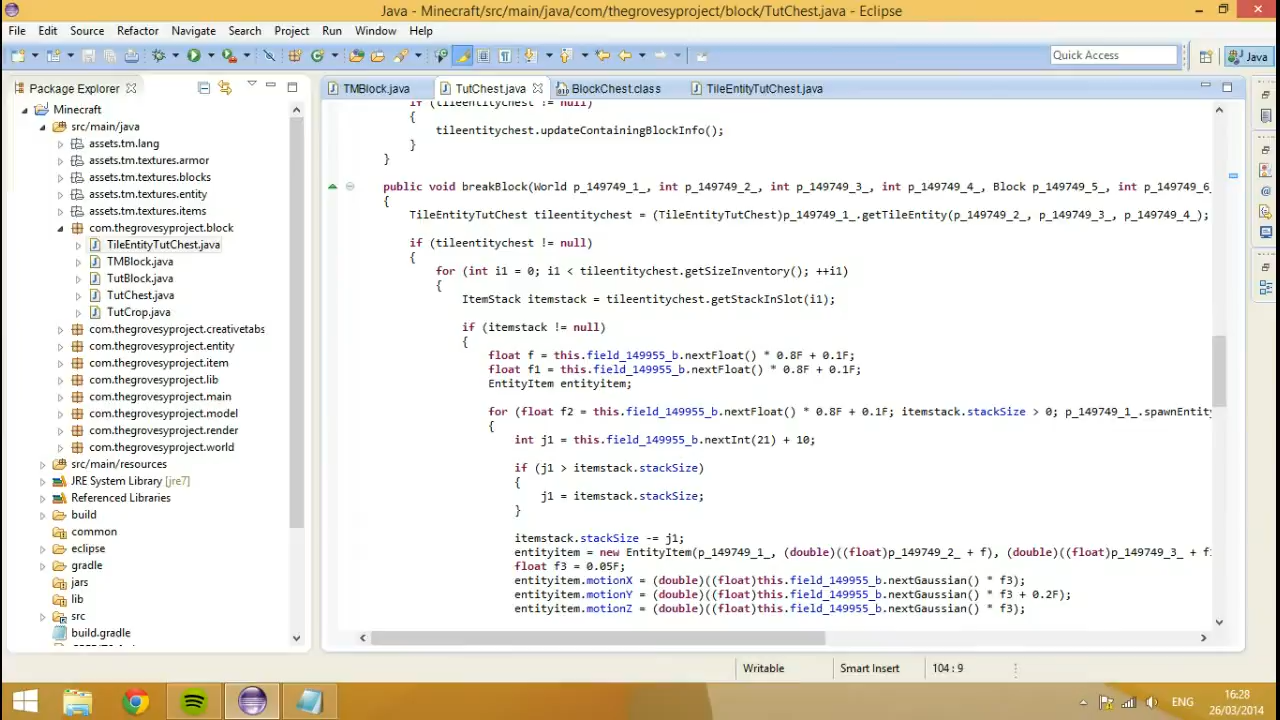 Java - Minecraft/src/main/java/com/thegrovesyproject/block/TutChest.java - Eclipse
File Edit Source Refactor Navigate Search Project Run Window Help
Quick Access
Java
Package Explorer
Minecraft
src/main/java
assets.tm.lang
assets.tm.textures.armor
assets.tm.textures.blocks
assets.tm.textures.entity
assets.tm.textures.items
com.thegrovesyproject.block
TileEntityTutChest.java
TMBlock.java
TutBlock.java
TutChest.java
TutCrop.java
com.thegrovesyproject.creativetabs
com.thegrovesyproject.entity
com.thegrovesyproject.item
com.thegrovesyproject.lib
com.thegrovesyproject.main
com.thegrovesyproject.model
com.thegrovesyproject.render
com.thegrovesyproject.world
src/main/resources
JRE System Library [jre7]
Referenced Libraries
build
common
eclipse
gradle
jars
lib
src
build.gradle
TMBlock.java TutChest.java BlockChest.class TileEntityTutChest.java
if (tileentitychest != null)
{
tileentitychest.updateContainingBlockInfo();
}
}
public void breakBlock(World p_149749_1_, int p_149749_2_, int p_149749_3_, int p_149749_4_, Block p_149749_5_, int p_149749_6_
{
TileEntityTutChest tileentitychest = (TileEntityTutChest)p_149749_1_.getTileEntity(p_149749_2_, p_149749_3_, p_149749_4_);
if (tileentitychest != null)
{
for (int i1 = 0; i1 < tileentitychest.getSizeInventory(); ++i1)
{
ItemStack itemstack = tileentitychest.getStackInSlot(i1);
if (itemstack != null)
{
float f = this.field_149955_b.nextFloat() * 0.8F + 0.1F;
float f1 = this.field_149955_b.nextFloat() * 0.8F + 0.1F;
EntityItem entityitem;
for (float f2 = this.field_149955_b.nextFloat() * 0.8F + 0.1F; itemstack.stackSize > 0; p_149749_1_.spawnEntity
{
int j1 = this.field_149955_b.nextInt(21) + 10;
if (j1 > itemstack.stackSize)
{
j1 = itemstack.stackSize;
}
itemstack.stackSize -= j1;
entityitem = new EntityItem(p_149749_1_, (double)((float)p_149749_2_ + f), (double)((float)p_149749_3_ + f1
float f3 = 0.05F;
entityitem.motionX = (double)((float)this.field_149955_b.nextGaussian() * f3);
entityitem.motionY = (double)((float)this.field_149955_b.nextGaussian() * f3 + 0.2F);
entityitem.motionZ = (double)((float)this.field_149955_b.nextGaussian() * f3);
Writable Smart Insert 104 : 9
ENG
16:28
26/03/2014